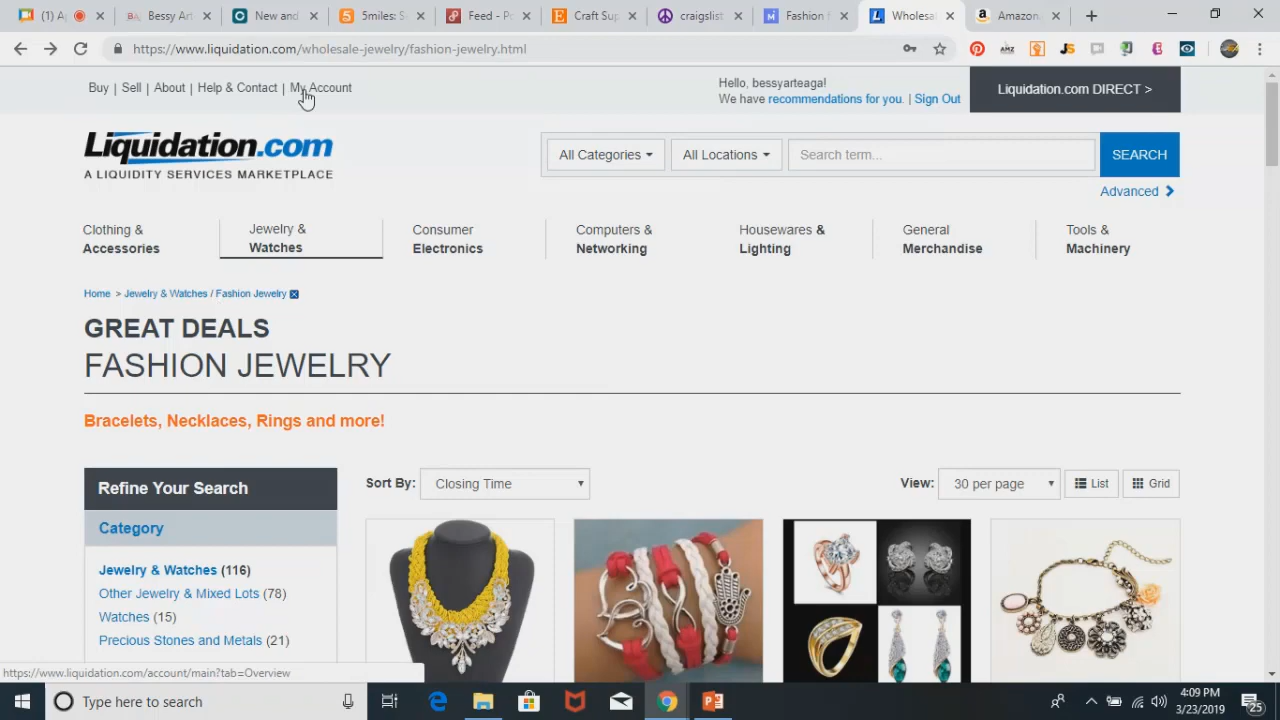 (1) A
Bessy Art
New and
5miles: S
Feed - P
Craft Sup
craigslist
Fashion f
Wholesal
Amazon
https://www.liquidation.com/wholesale-jewelry/fashion-jewelry.html
Buy | Sell | About | Help & Contact | My Account
Hello, bessyarteaga!
We have recommendations for you. | Sign Out
Liquidation.com DIRECT >
Liquidation.com
A LIQUIDITY SERVICES MARKETPLACE
All Categories
All Locations
Search term...
SEARCH
Advanced
Clothing &
Accessories
Jewelry &
Watches
Consumer
Electronics
Computers &
Networking
Housewares &
Lighting
General
Merchandise
Tools &
Machinery
Home > Jewelry & Watches / Fashion Jewelry
GREAT DEALS
FASHION JEWELRY
Bracelets, Necklaces, Rings and more!
Refine Your Search
Category
Jewelry & Watches (116)
Other Jewelry & Mixed Lots (78)
Watches (15)
Precious Stones and Metals (21)
Sort By: Closing Time
View: 30 per page
List
Grid
https://www.liquidation.com/account/main?tab=Overview
Type here to search
4:09 PM
3/23/2019
25